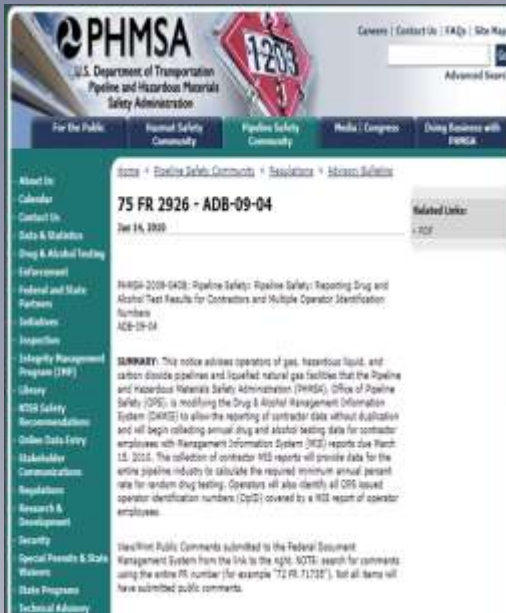 PHMSA
U.S. Department of Transportation
Pipeline and Hazardous Materials
Safety Administration
1203
3
Careers | Contact Us | FAQs | Site Map
Advanced Search
For the Public
Hazmat Safety
Community
Pipeline Safety
Community
Media | Congress
Doing Business with
PHMSA
About Us
Calendar
Contact Us
Data & Statistics
Drug & Alcohol Testing
Enforcement
Federal and State
Partners
Initiatives
Inspection
Integrity Management
Program (IMP)
Library
NTSB Safety
Recommendations
Online Data Entry
Stakeholder
Communications
Regulations
Research &
Development
Security
Special Permits & State
Waivers
State Programs
Technical Advisory
Home > Pipeline Safety Community > Regulations > Advisory Bulletins
75 FR 2926 - ADB-09-04
Jan 14, 2010
PHMSA-2009-0408: Pipeline Safety: Pipeline Safety: Reporting Drug and
Alcohol Test Results for Contractors and Multiple Operator Identification
Numbers
ADB-09-04
SUMMARY: This notice advises operators of gas, hazardous liquid, and
carbon dioxide pipelines and liquefied natural gas facilities that the Pipeline
and Hazardous Materials Safety Administration (PHMSA), Office of Pipeline
Safety (OPS), is modifying the Drug & Alcohol Management Information
System (DAMIS) to allow the reporting of contractor data without duplication
and will begin collecting annual drug and alcohol testing data for contractor
employees with Management Information System (MIS) reports due March
15, 2010. The collection of contractor MIS reports will provide data for the
entire pipeline industry to calculate the required minimum annual percent
rate for random drug testing. Operators will also identify all OPS issued
operator identification numbers (OpID) covered by a MIS report of operator
employees.
View/Print Public Comments submitted to the Federal Document
Management System from the link to the right. NOTE: search for comments
using the entire FR number (for example "72 FR 71735"). Not all items will
have submitted public comments.
Related Links:
PDF